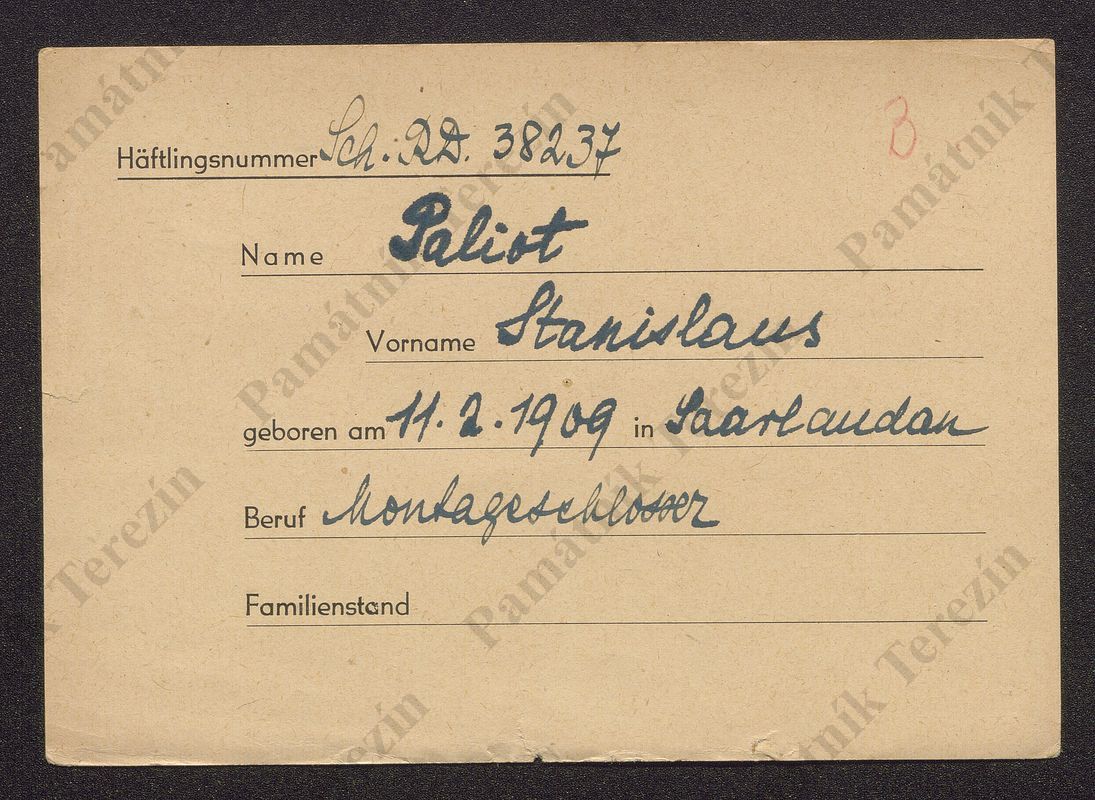 Häftlingsnummer Sch. RD. 38237
B
Name Paliot
Vorname Stanislaus
geboren am 11.2.1909 in Saarlaudan
Beruf Montageschlosser
Familienstand
Památník Terezín